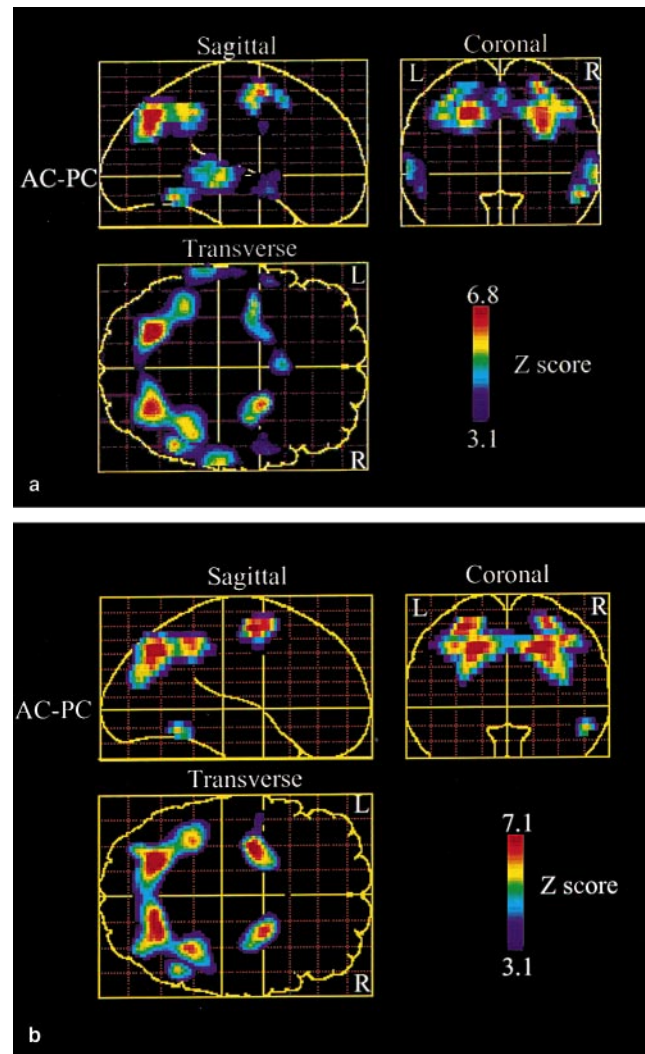 Sagittal
Coronal
L
R
AC-PC
Transverse
L
6.8
Z score
3.1
R
a
Sagittal
Coronal
L
R
AC-PC
Transverse
L
7.1
Z score
3.1
R
b